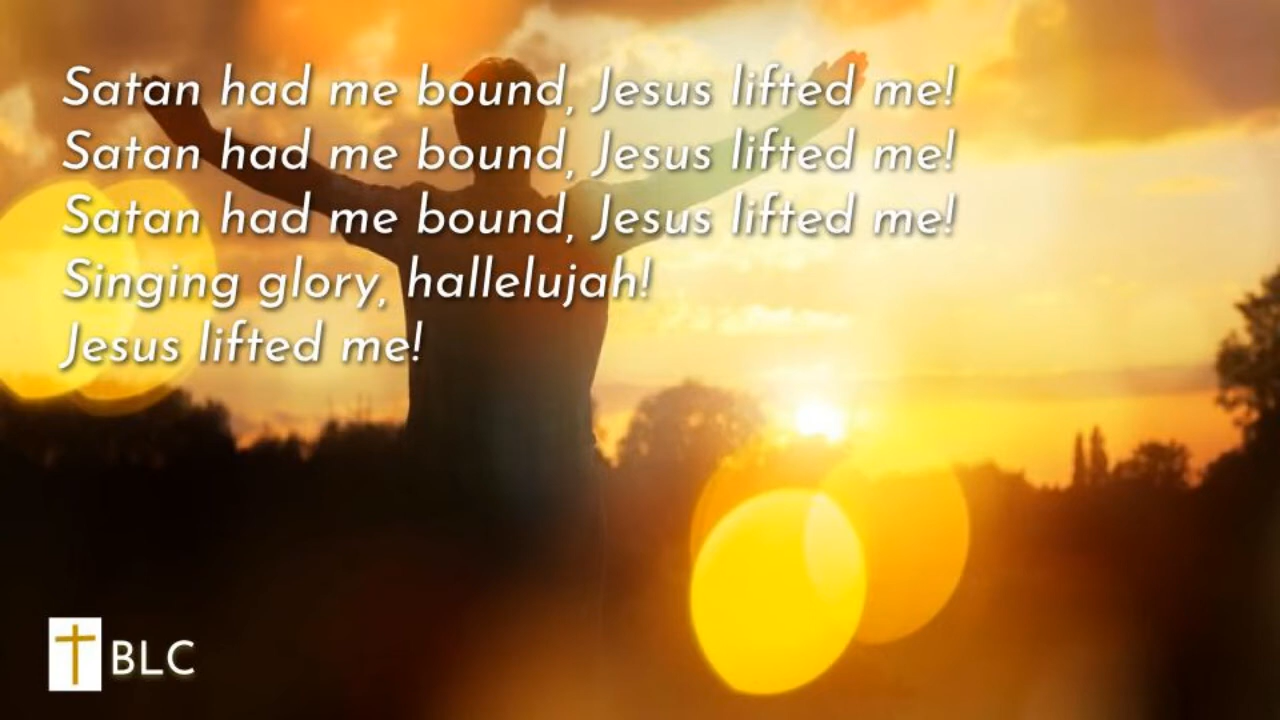 Satan had me bound, Jesus lifted me!
Satan had me bound, Jesus lifted me!
Satan had me bound, Jesus lifted me!
Singing glory, hallelujah!
Jesus lifted me!
BLC